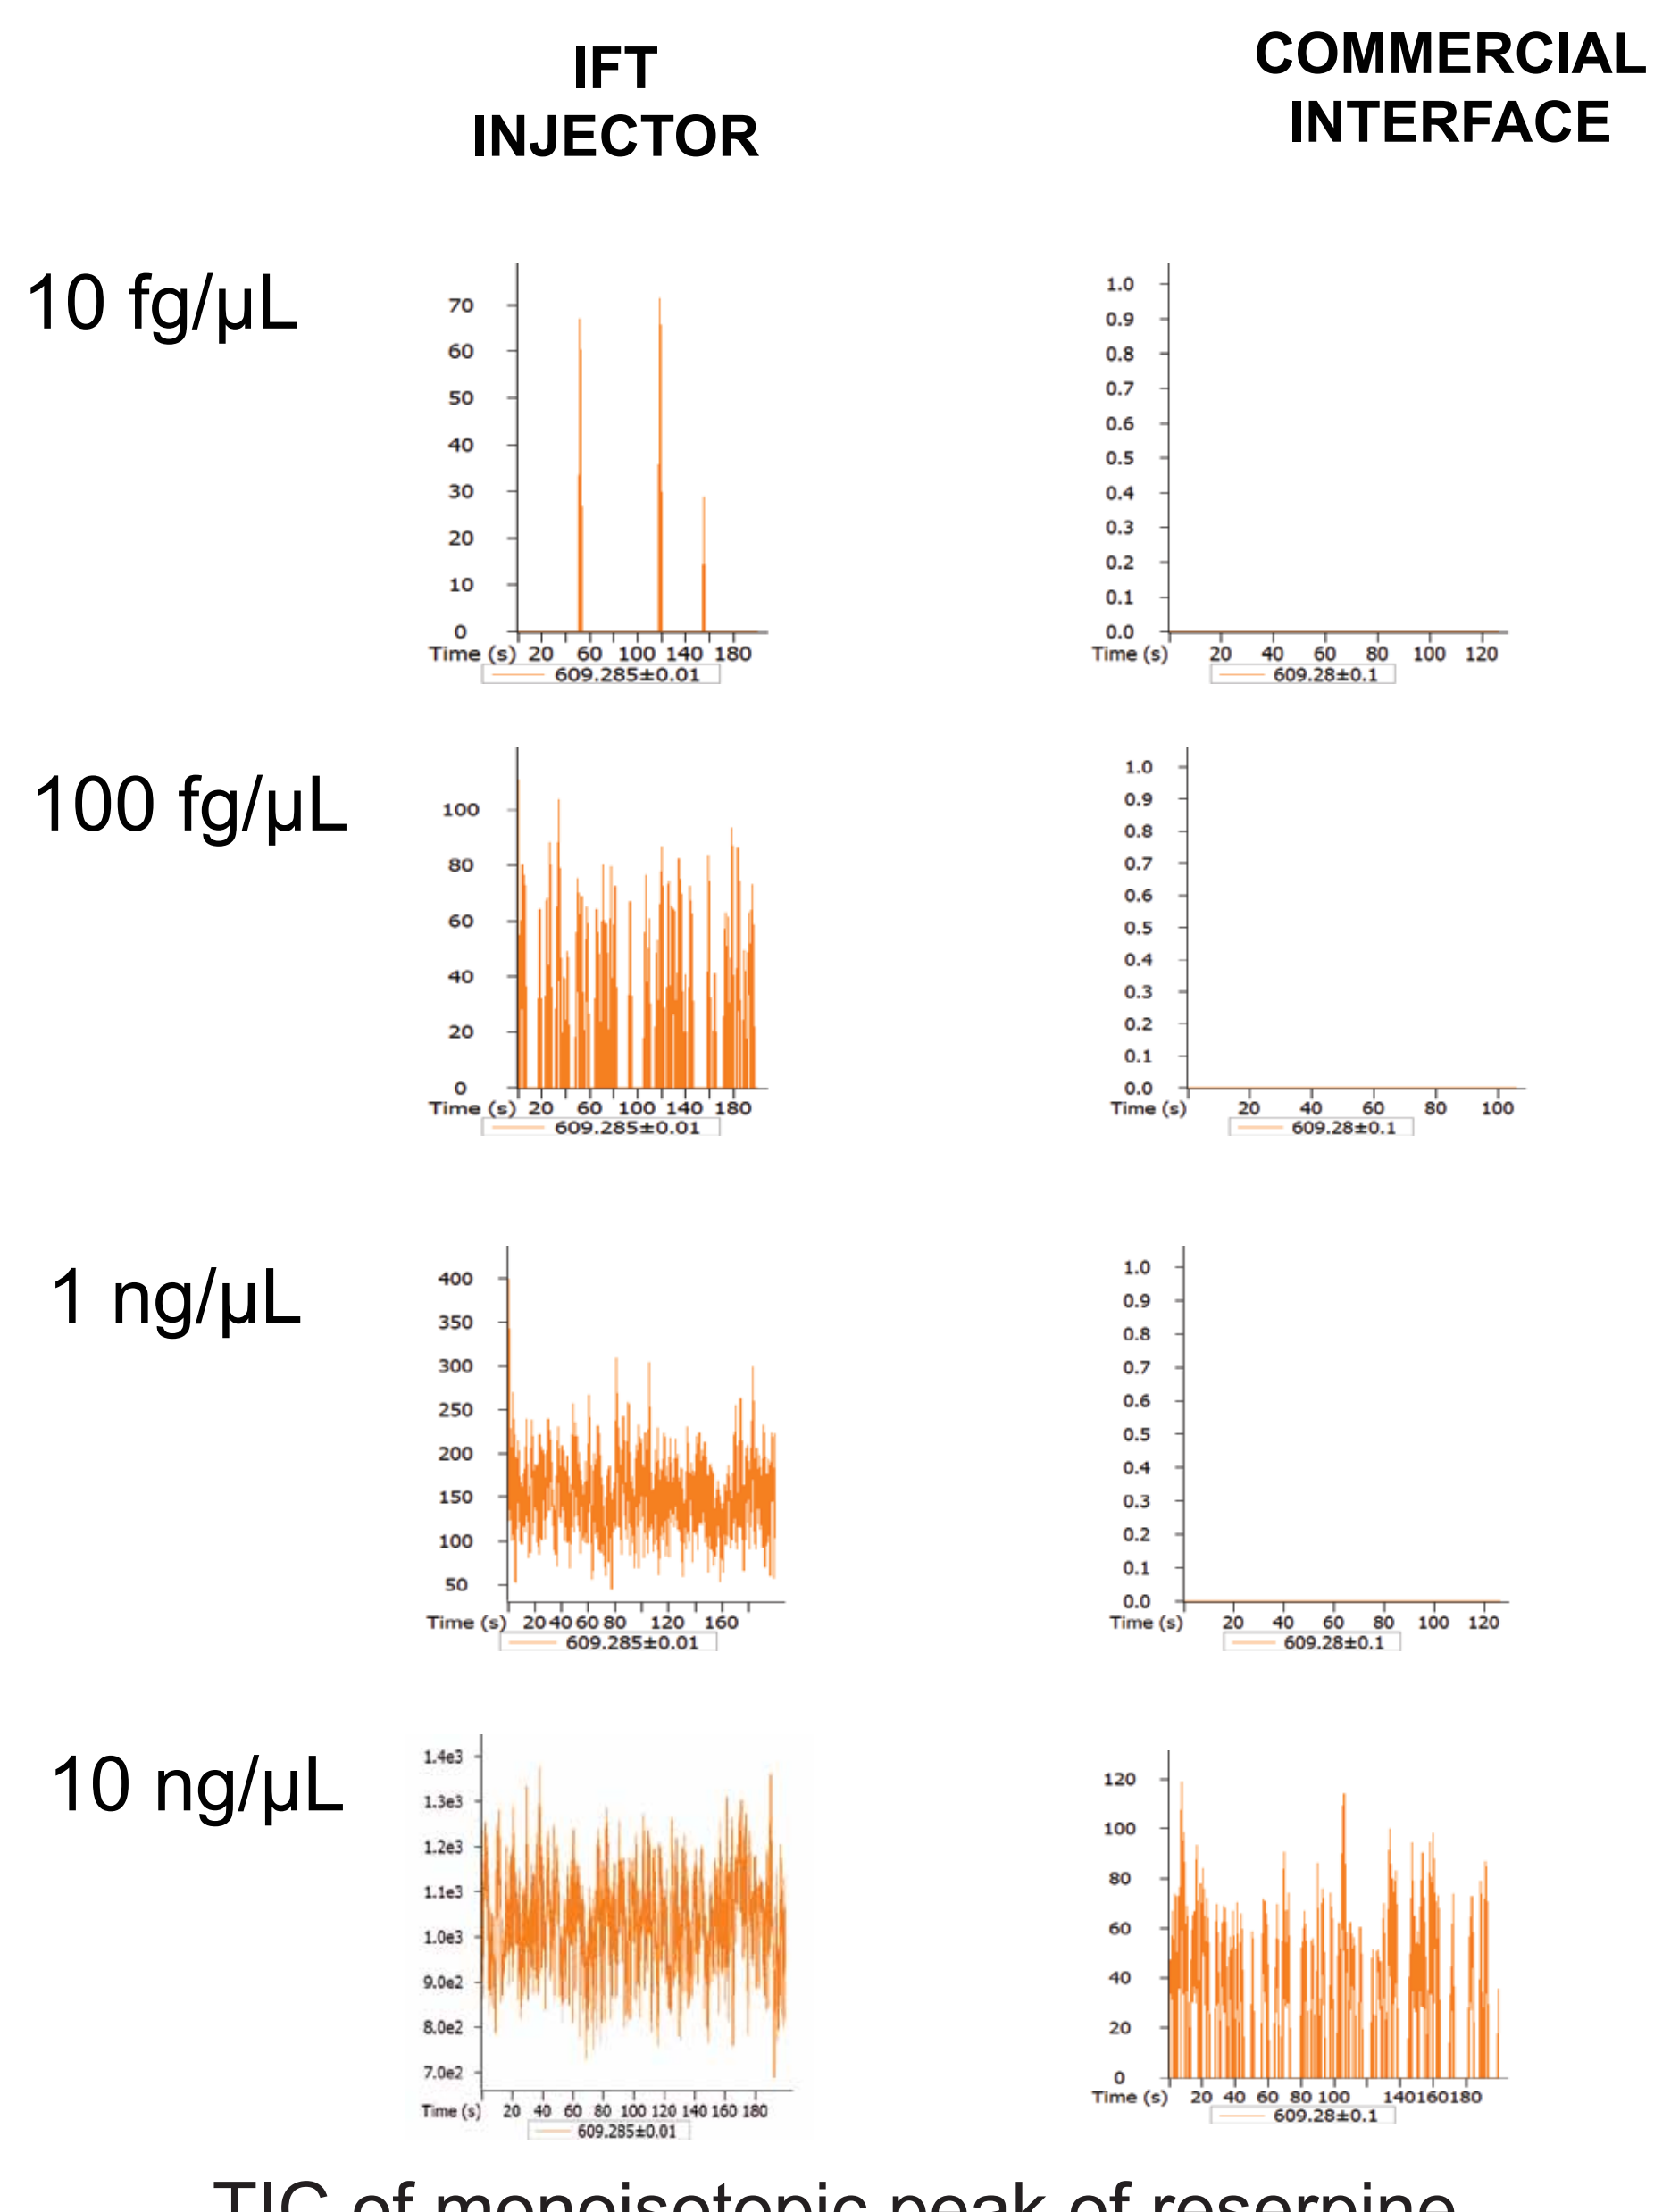 IFT
INJECTOR
COMMERCIAL
INTERFACE
10 fg/µL
70
60
50
40
30
20
10
0
Time (s) 20 60 100 140 180
609.285±0.01
1.0
0.9
0.8
0.7
0.6
0.5
0.4
0.3
0.2
0.1
0.0
Time (s) 20 40 60 80 100 120
609.28±0.1
100 fg/µL
100
80
60
40
20
0
Time (s) 20 60 100 140 180
609.285±0.01
1.0
0.9
0.8
0.7
0.6
0.5
0.4
0.3
0.2
0.1
0.0
Time (s) 20 40 60 80 100
609.28±0.1
1 ng/µL
400
350
300
250
200
150
100
50
Time (s) 20 40 60 80 120 160
609.285±0.01
1.0
0.9
0.8
0.7
0.6
0.5
0.4
0.3
0.2
0.1
0.0
Time (s) 20 40 60 80 100 120
609.28±0.1
10 ng/µL
1.4e3
1.3e3
1.2e3
1.1e3
1.0e3
9.0e2
8.0e2
7.0e2
Time (s) 20 40 60 80 100 120 140 160 180
609.285±0.01
120
100
80
60
40
20
0
Time (s) 20 40 60 80 100 140 160 180
609.28±0.1
TIC of monoisotopic peak of reserpine